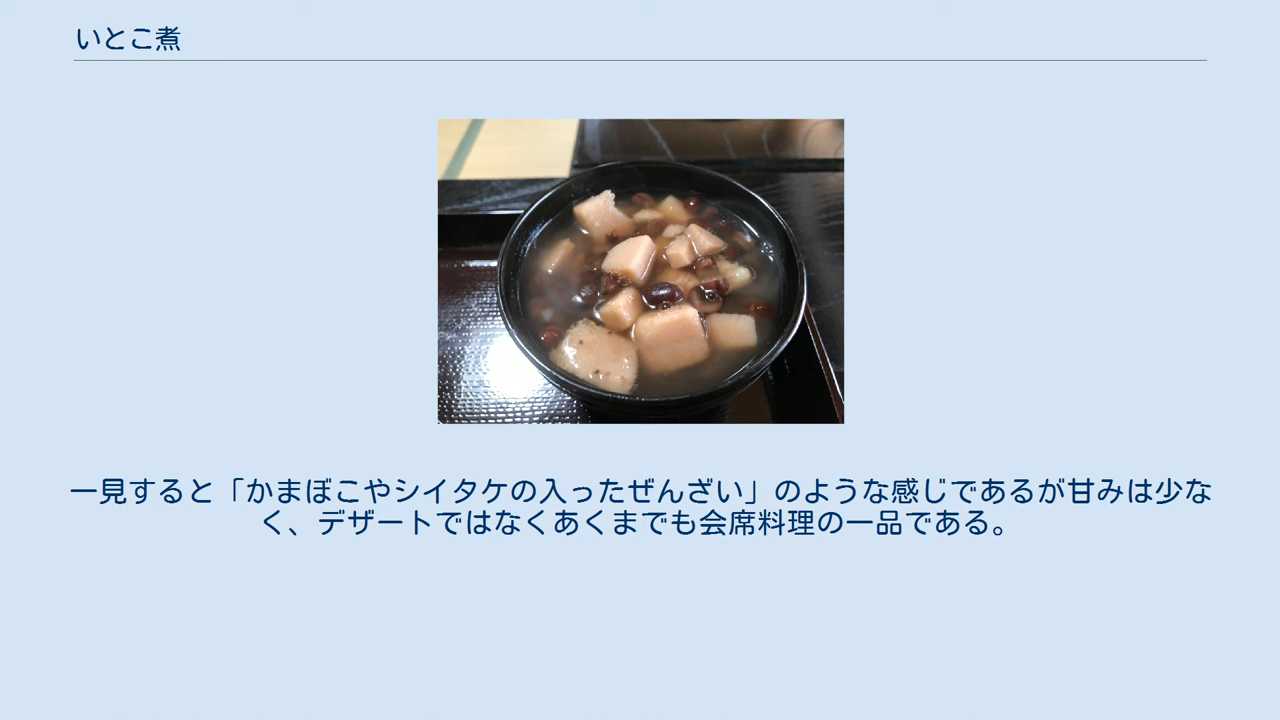 いとこ煮
一見すると「かまぼこやシイタケの入ったぜんざい」のような感じであるが甘みは少な
く、デザートではなくあくまでも会席料理の一品である。